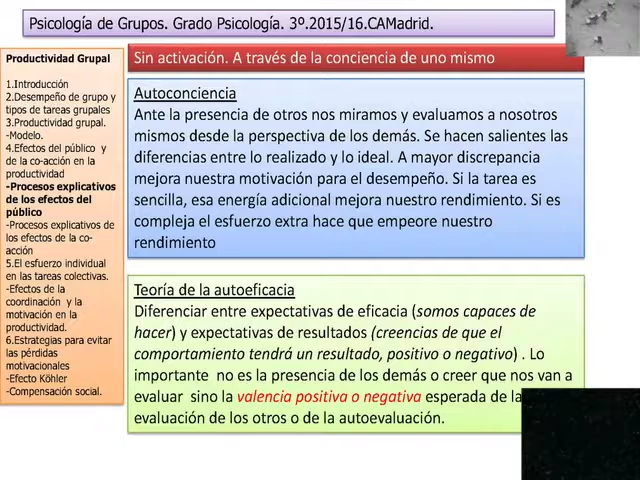 Psicología de Grupos. Grado Psicología. 3º.2015/16.CAMadrid.
Productividad Grupal
1.Introducción
2.Desempeño de grupo y
tipos de tareas grupales
3.Productividad grupal.
-Modelo.
4.Efectos del público y
de la co-acción en la
productividad
-Procesos explicativos
de los efectos del
público
-Procesos explicativos de
los efectos de la co-
acción
5.El esfuerzo individual
en las tareas colectivas.
-Efectos de la
coordinación y la
motivación en la
productividad.
6.Estrategias para evitar
las pérdidas
motivacionales
-Efecto Köhler
-Compensación social.
Sin activación. A través de la conciencia de uno mismo
Autoconciencia
Ante la presencia de otros nos miramos y evaluamos a nosotros
mismos desde la perspectiva de los demás. Se hacen salientes las
diferencias entre lo realizado y lo ideal. A mayor discrepancia
mejora nuestra motivación para el desempeño. Si la tarea es
sencilla, esa energía adicional mejora nuestro rendimiento. Si es
compleja el esfuerzo extra hace que empeore nuestro
rendimiento
Teoría de la autoeficacia
Diferenciar entre expectativas de eficacia (somos capaces de
hacer) y expectativas de resultados (creencias de que el
comportamiento tendrá un resultado, positivo o negativo) . Lo
importante no es la presencia de los demás o creer que nos van a
evaluar sino la valencia positiva o negativa esperada de la
evaluación de los otros o de la autoevaluación.